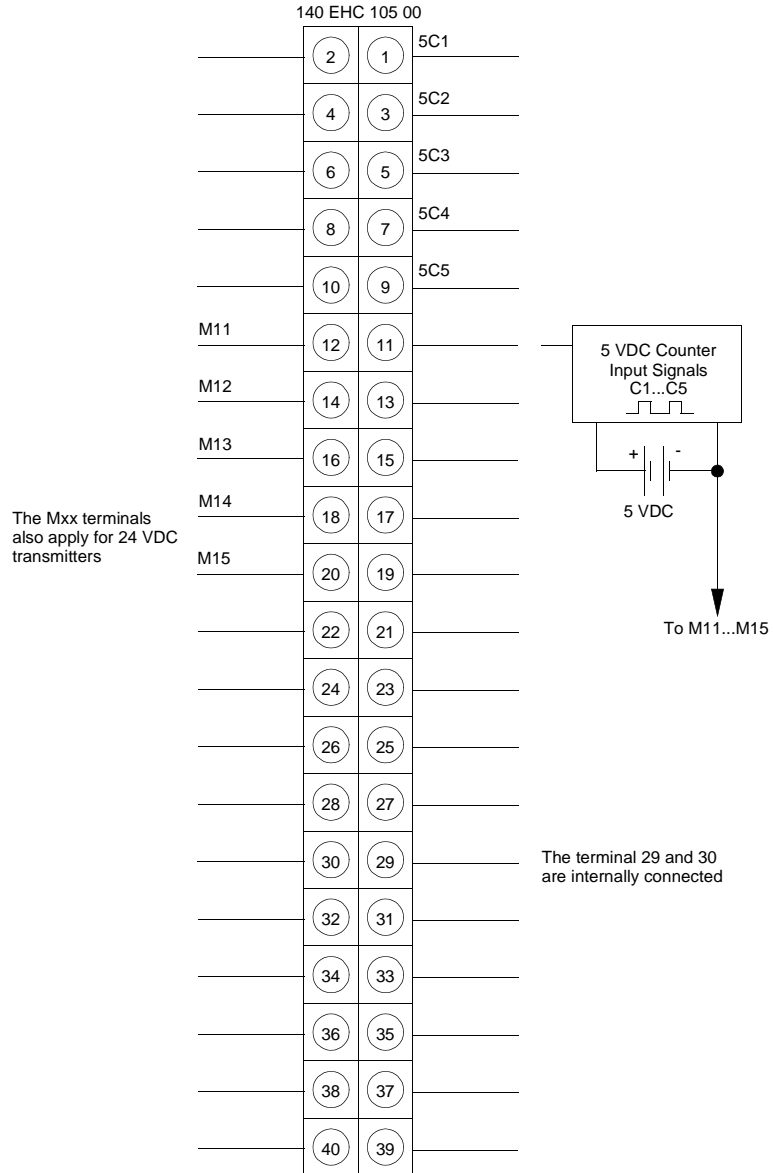 140 EHC 105 00
2 1 5C1
4 3 5C2
6 5 5C3
8 7 5C4
10 9 5C5
M11 12 11
M12 14 13
M13 16 15
M14 18 17
M15 20 19
22 21
24 23
26 25
28 27
30 29
32 31
34 33
36 35
38 37
40 39
The Mxx terminals
also apply for 24 VDC
transmitters
5 VDC Counter
Input Signals
C1...C5
+ -
5 VDC
To M11...M15
The terminal 29 and 30
are internally connected